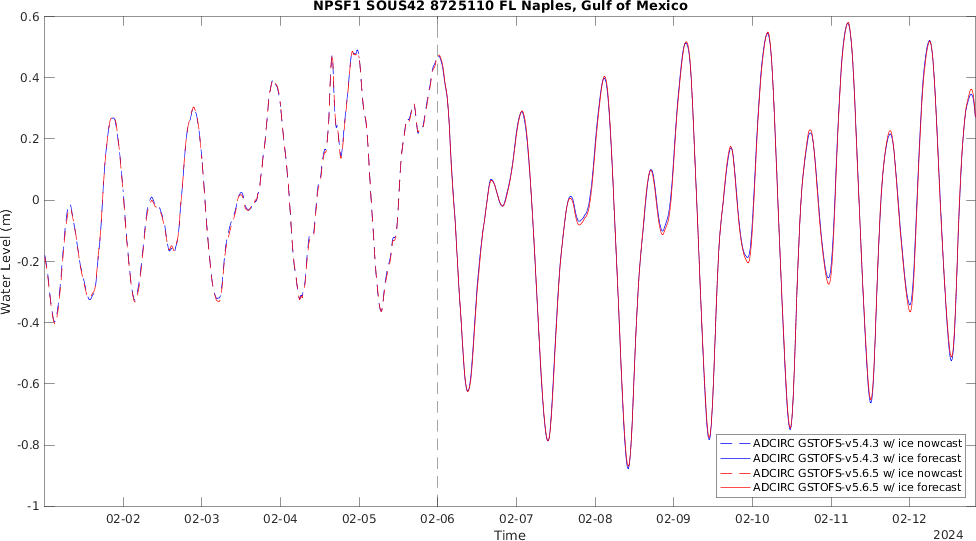 NPSF1 SOUS42 8725110 FL Naples, Gulf of Mexico
Water Level (m)
0.6
0.4
0.2
0
-0.2
-0.4
-0.6
-0.8
-1
ADCIRC GSTOFS-v5.4.3 w/ ice nowcast
ADCIRC GSTOFS-v5.4.3 w/ ice forecast
ADCIRC GSTOFS-v5.6.5 w/ ice nowcast
ADCIRC GSTOFS-v5.6.5 w/ ice forecast
02-02 02-03 02-04 02-05 02-06 02-07 02-08 02-09 02-10 02-11 02-12
Time
2024